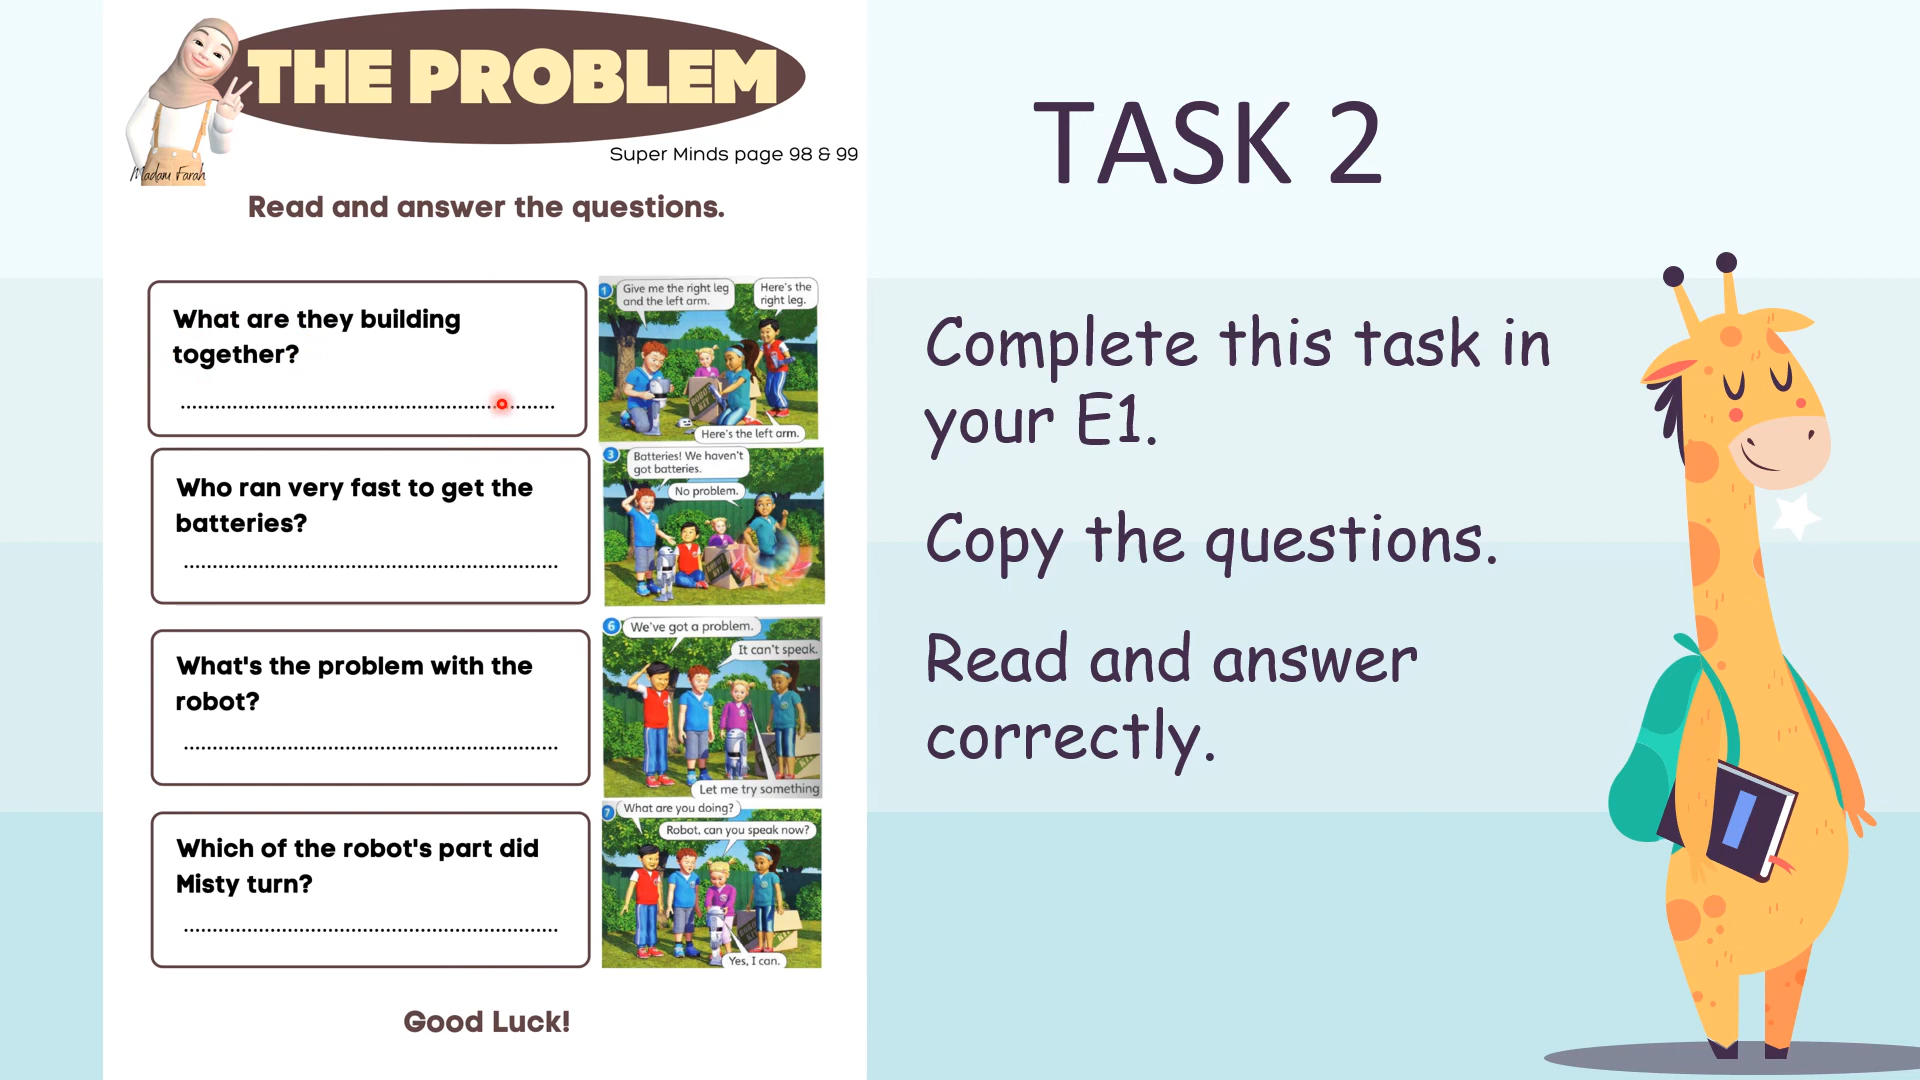 THE PROBLEM
Madam Farah
Super Minds page 98 & 99
Read and answer the questions.
What are they building
together?
1
Give me the right leg
and the left arm.
Here's the
right leg.
Here's the left arm.
Who ran very fast to get the
batteries?
3
Batteries! We haven't
got batteries.
No problem.
What's the problem with the
robot?
6
We've got a problem.
It can't speak.
Let me try something
Which of the robot's part did
Misty turn?
7
What are you doing?
Robot, can you speak now?
Yes, I can.
Good Luck!
TASK 2
Complete this task in
your E1.
Copy the questions.
Read and answer
correctly.